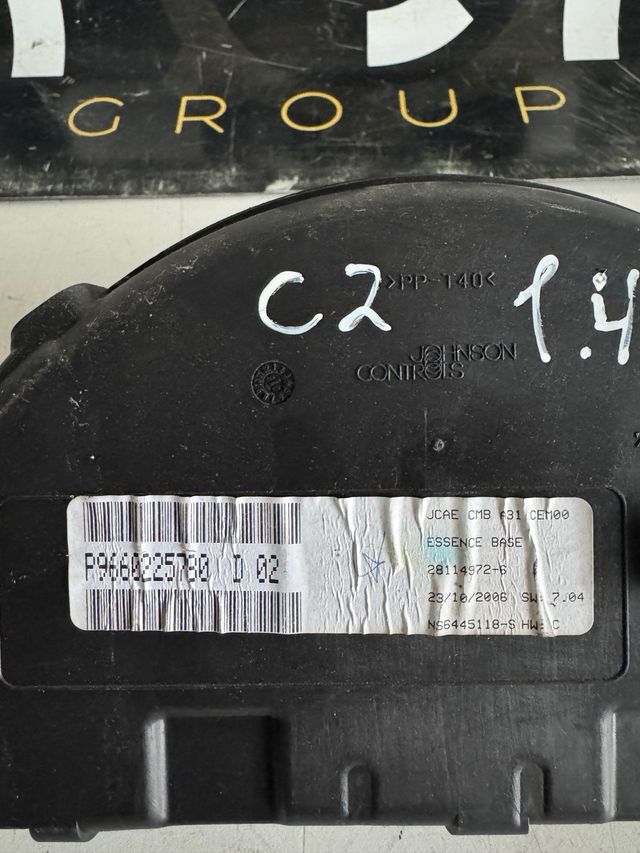 GROUP
C2 >PP-T40< 1.4
JOHNSON
CONTROLS
JCAE CMB A31 CEM00
ESSENCE BASE
P9660225780 D 02
28114972-6
23/10/2006 SW: 7.04
NS6445118-S HW: C